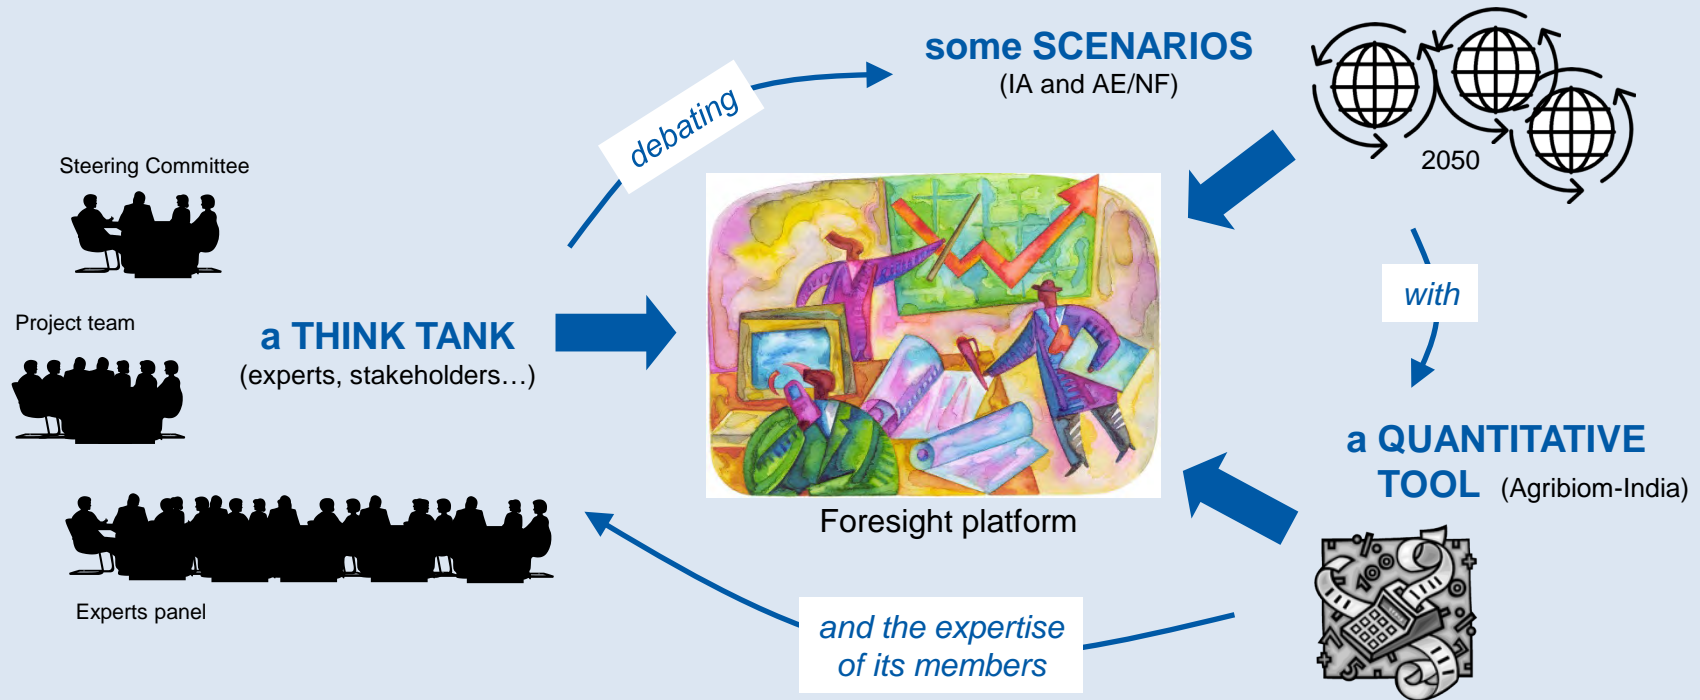 some SCENARIOS
(IA and AE/NF)
debating
2050
Steering Committee
with
Project team
a THINK TANK
(experts, stakeholders…)
a QUANTITATIVE
TOOL (Agribiom-India)
Foresight platform
Experts panel
and the expertise
of its members